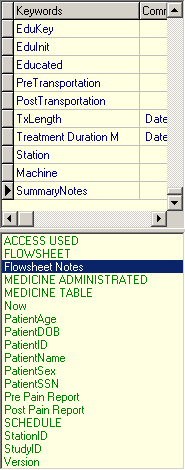 Keywords Comm
EduKey
EduInit
Educated
PreTransportation
PostTransportation
TxLength Date
Treatment Duration M Date
Station
Machine
SummaryNotes
ACCESS USED
FLOWSHEET
Flowsheet Notes
MEDICINE ADMINISTRATED
MEDICINE TABLE
Now
PatientAge
PatientDOB
PatientID
PatientName
PatientSex
PatientSSN
Pre Pain Report
Post Pain Report
SCHEDULE
StationID
StudyID
Version